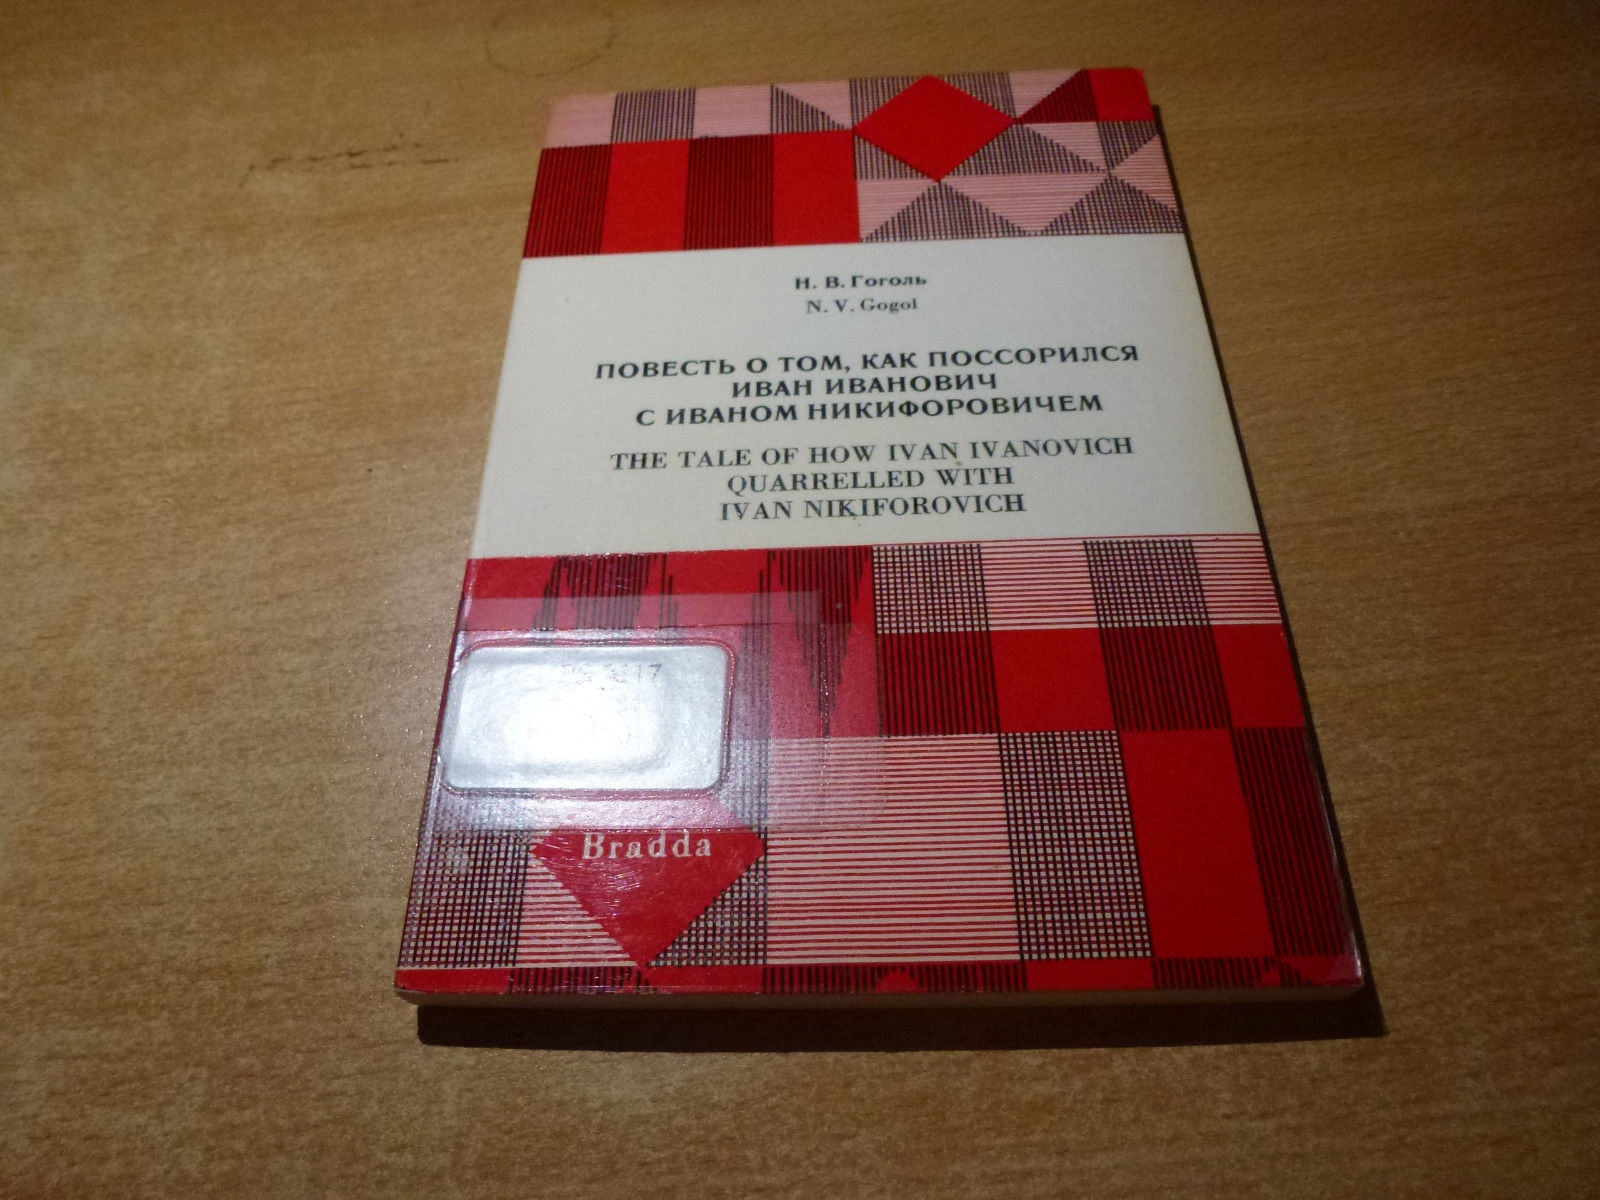 Н. В. Гоголь
N. V. Gogol
ПОВЕСТЬ О ТОМ, КАК ПОССОРИЛСЯ
ИВАН ИВАНОВИЧ
С ИВАНОМ НИКИФОРОВИЧЕМ
THE TALE OF HOW IVAN IVANOVICH
QUARRELLED WITH
IVAN NIKIFOROVICH
Bradda